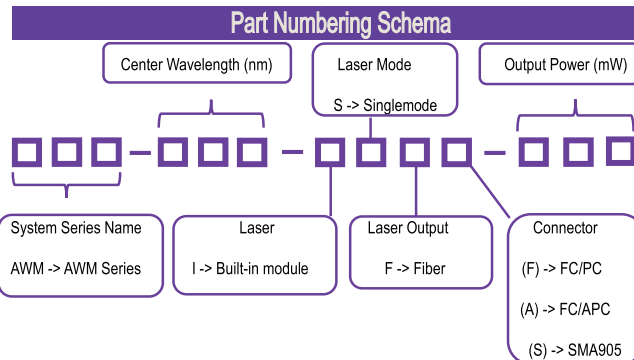 Part Numbering Schema
Center Wavelength (nm)
Laser Mode
S -> Singlemode
Output Power (mW)
System Series Name
AWM -> AWM Series
Laser
I -> Built-in module
Laser Output
F -> Fiber
Connector
(F) -> FC/PC
(A) -> FC/APC
(S) -> SMA905